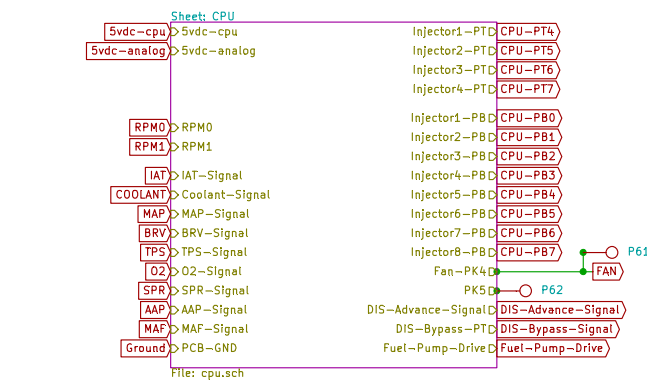 Sheet: CPU
5vdc-cpu 5vdc-cpu Injector1-PT CPU-PT4
5vdc-analog 5vdc-analog Injector2-PT CPU-PT5
Injector3-PT CPU-PT6
Injector4-PT CPU-PT7
Injector1-PB CPU-PB0
RPM0 RPM0
Injector2-PB CPU-PB1
RPM1 RPM1
Injector3-PB CPU-PB2
IAT IAT-Signal Injector4-PB CPU-PB3
COOLANT Coolant-Signal Injector5-PB CPU-PB4
MAP MAP-Signal Injector6-PB CPU-PB5
BRV BRV-Signal Injector7-PB CPU-PB6
TPS TPS-Signal Injector8-PB CPU-PB7 P61
O2 O2-Signal Fan-PK4 FAN
SPR SPR-Signal PK5 P62
AAP AAP-Signal DIS-Advance-Signal DIS-Advance-Signal
MAF MAF-Signal DIS-Bypass-PT DIS-Bypass-Signal
Ground PCB-GND Fuel-Pump-Drive Fuel-Pump-Drive
File: cpu.sch